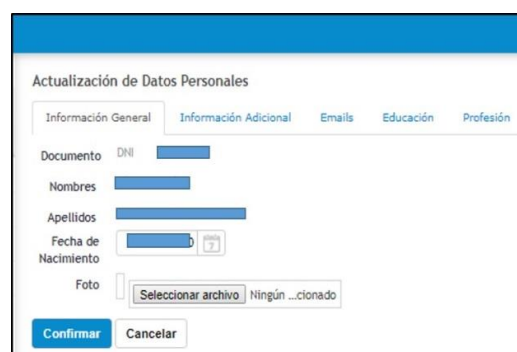 Actualización de Datos Personales
Información General Información Adicional Emails Educación Profesión
Documento DNI
Nombres
Apellidos
Fecha de
Nacimiento
7
Foto Seleccionar archivo Ningún ...cionado
Confirmar Cancelar